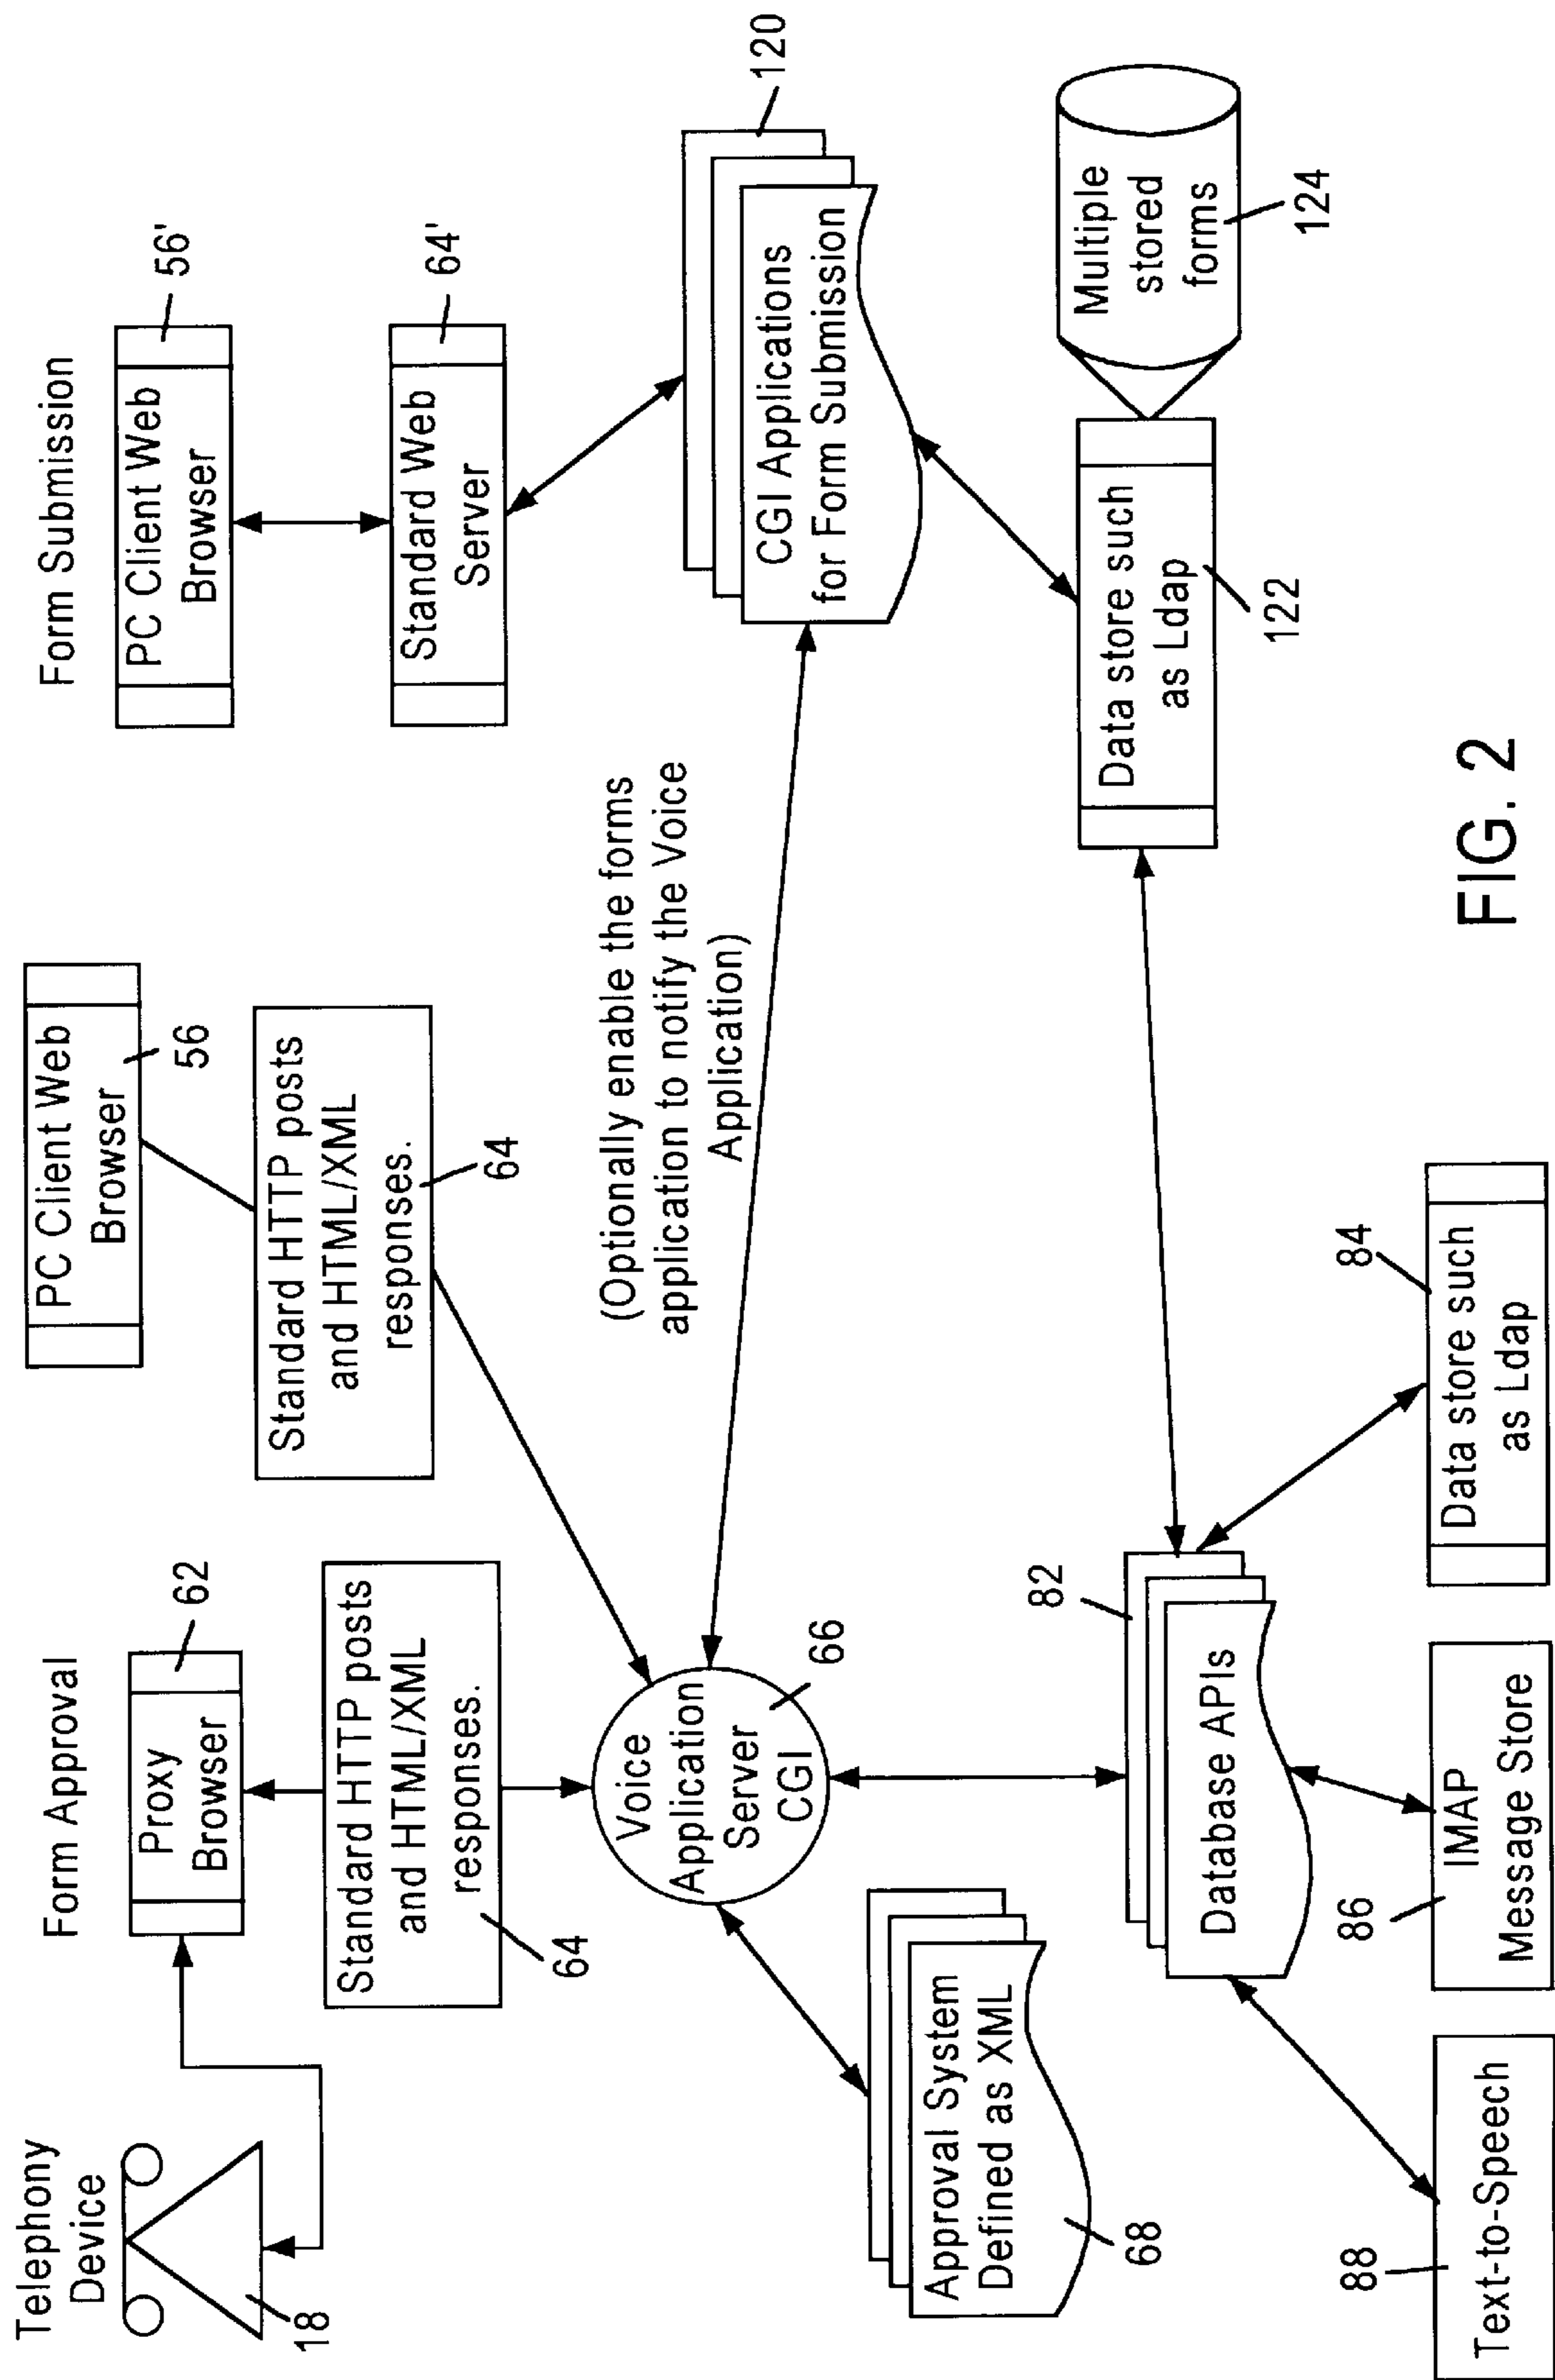 Telephony
Device
18
Form Approval
Proxy
Browser
62
Standard HTTP posts
and HTML/XML
responses.
64
PC Client Web
Browser
56
Standard HTTP posts
and HTML/XML
responses.
64
Form Submission
PC Client Web
Browser
56'
Standard Web
Server
64'
Voice
Application
Server
CGI
66
(Optionally enable the forms
application to notify the Voice
Application)
CGI Applications
for Form Submission
120
Approval System
Defined as XML
68
Database APIs
82
Data store such
as Ldap
122
Multiple
stored
forms
124
Text-to-Speech
88
IMAP
Message Store
86
Data store such
as Ldap
84
FIG. 2